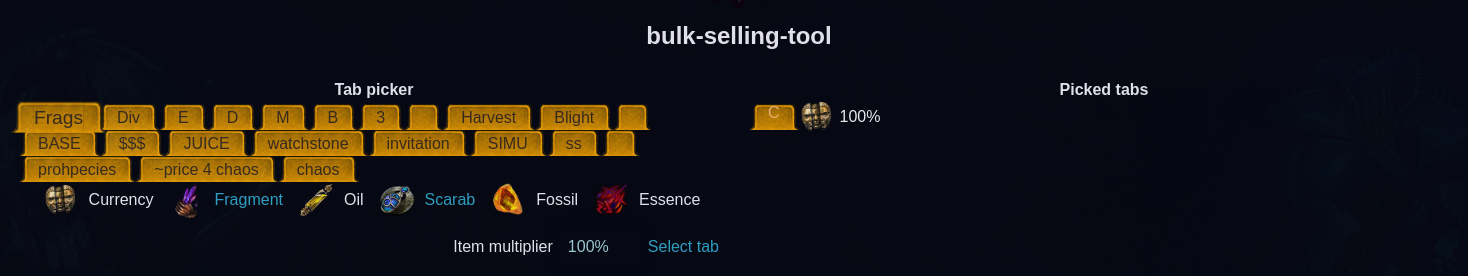 bulk-selling-tool
Tab picker
Frags Div E D M B 3 Harvest Blight
BASE $$$ JUICE watchstone invitation SIMU ss
prohpecies ~price 4 chaos chaos
Currency Fragment Oil Scarab Fossil Essence
Item multiplier 100% Select tab
Picked tabs
C 100%